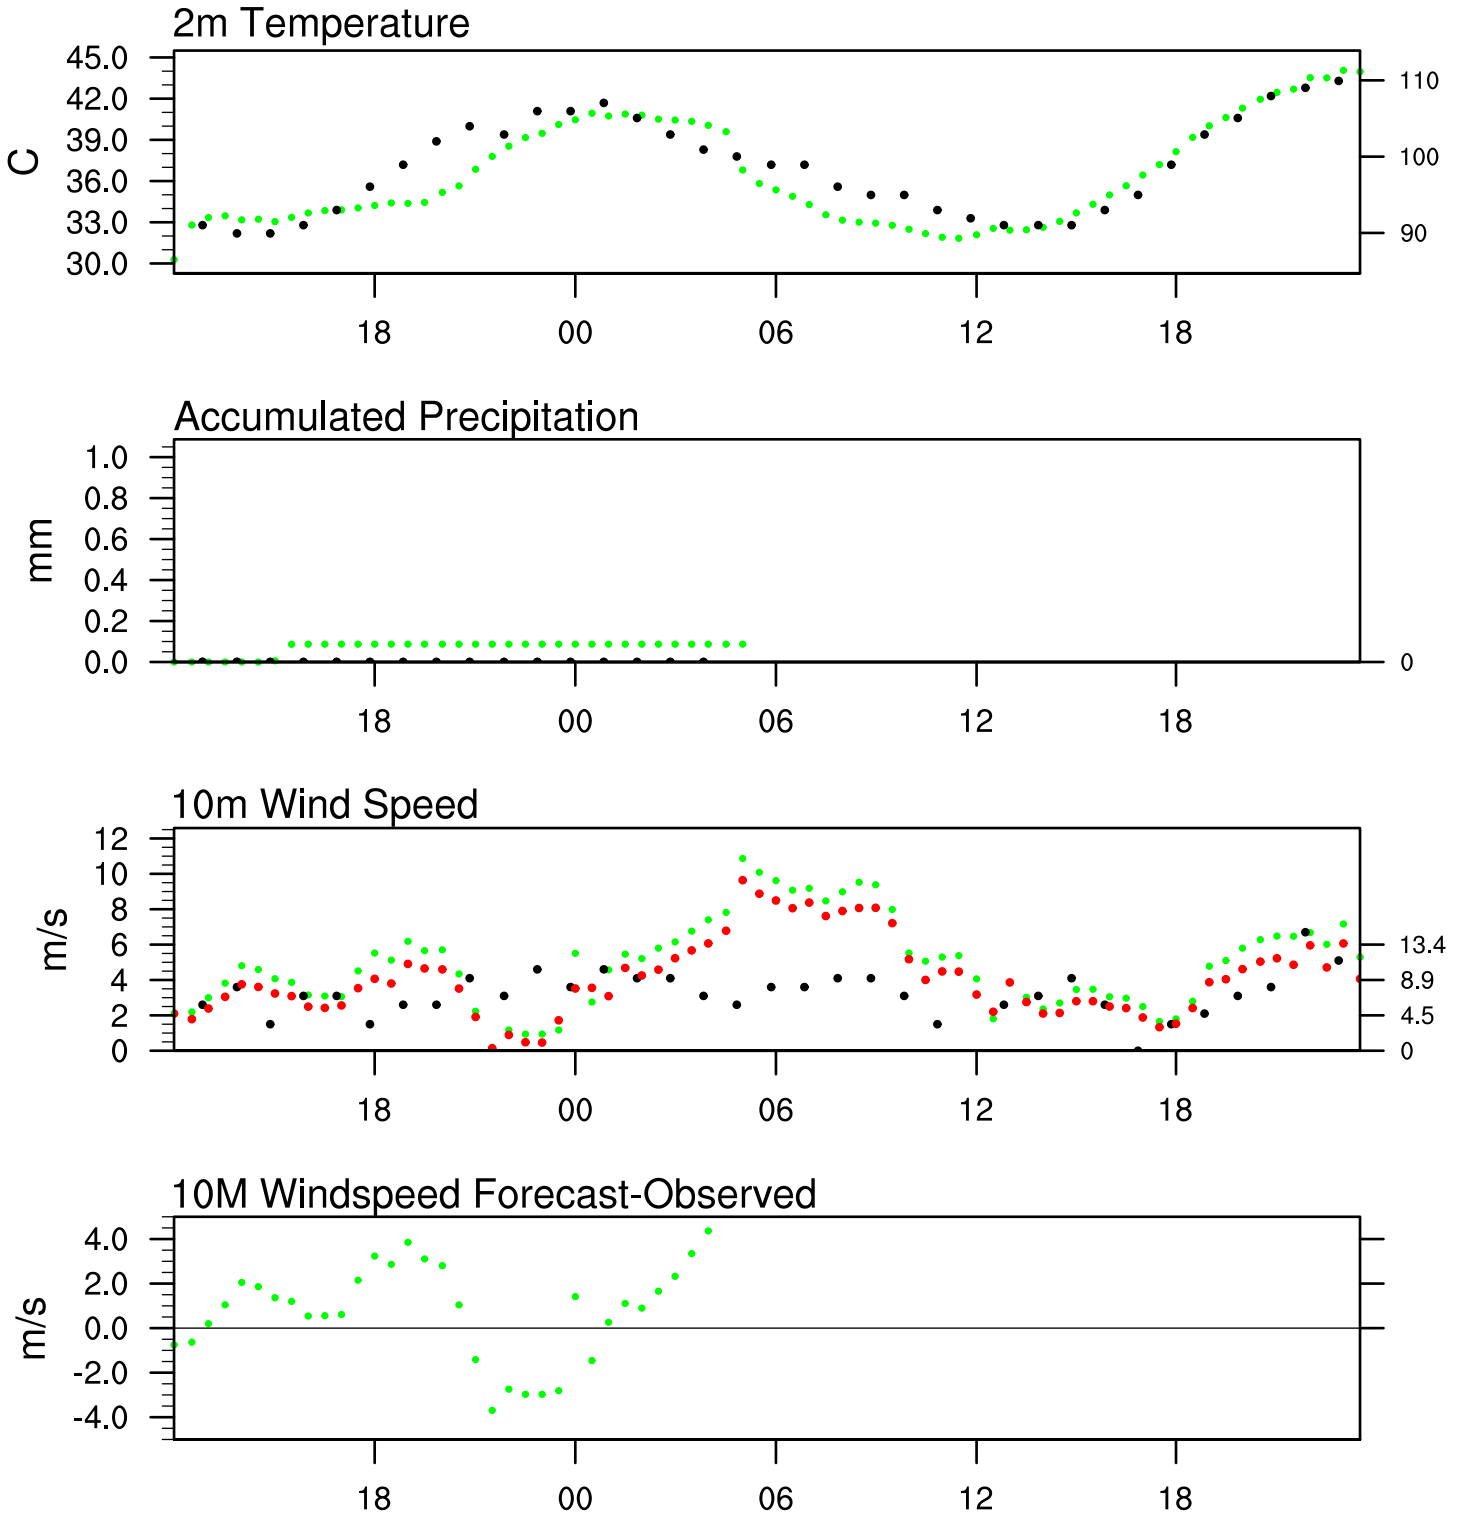 2m Temperature
45.0
42.0
39.0
36.0
33.0
30.0
C
110
100
90
18 00 06 12 18
Accumulated Precipitation
1.0
0.8
0.6
0.4
0.2
0.0
mm
0
18 00 06 12 18
10m Wind Speed
12
10
8
6
4
2
0
m/s
13.4
8.9
4.5
0
18 00 06 12 18
10M Windspeed Forecast-Observed
4.0
2.0
0.0
-2.0
-4.0
m/s
18 00 06 12 18